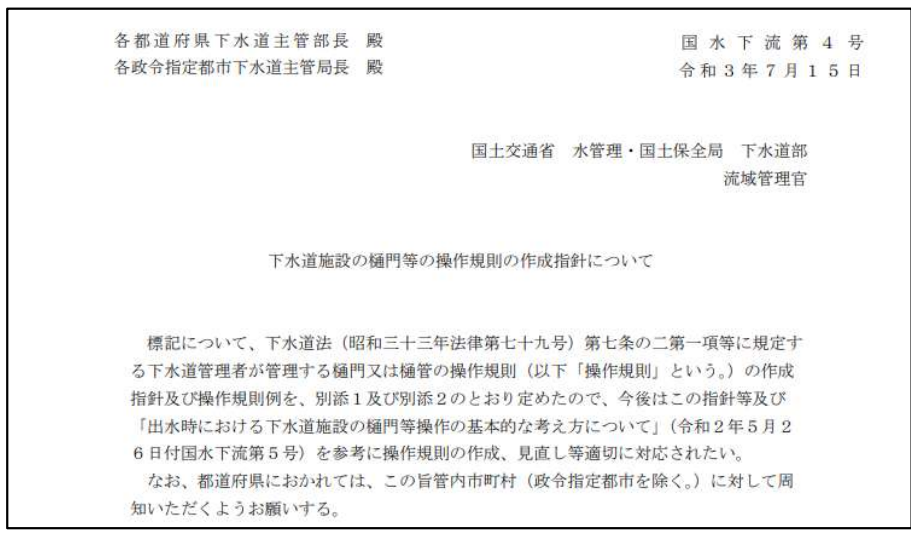 各都道府県下水道主管部長　殿
国水下流第４号
各政令指定都市下水道主管局長　殿
令和３年７月１５日
国土交通省　水管理・国土保全局　下水道部
流域管理官
下水道施設の樋門等の操作規則の作成指針について
標記について、下水道法（昭和三十三年法律第七十九号）第七条の二第一項等に規定す
る下水道管理者が管理する樋門又は樋管の操作規則（以下「操作規則」という。）の作成
指針及び操作規則例を、別添１及び別添２のとおり定めたので、今後はこの指針等及び
「出水時における下水道施設の樋門等操作の基本的な考え方について」（令和２年５月２
６日付国水下流第５号）を参考に操作規則の作成、見直し等適切に対応されたい。
なお、都道府県におかれては、この旨管内市町村（政令指定都市を除く。）に対して周
知いただくようお願いする。